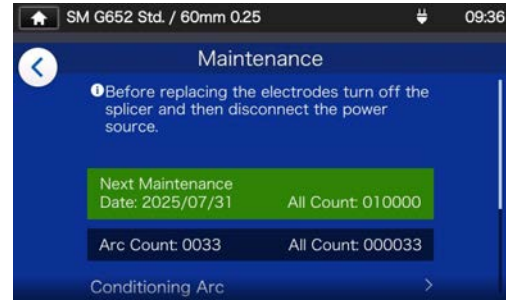 SM G652 Std. / 60mm 0.25 09:36
Maintenance
Before replacing the electrodes turn off the
splicer and then disconnect the power
source.
Next Maintenance
Date: 2025/07/31 All Count: 010000
Arc Count: 0033 All Count: 000033
Conditioning Arc